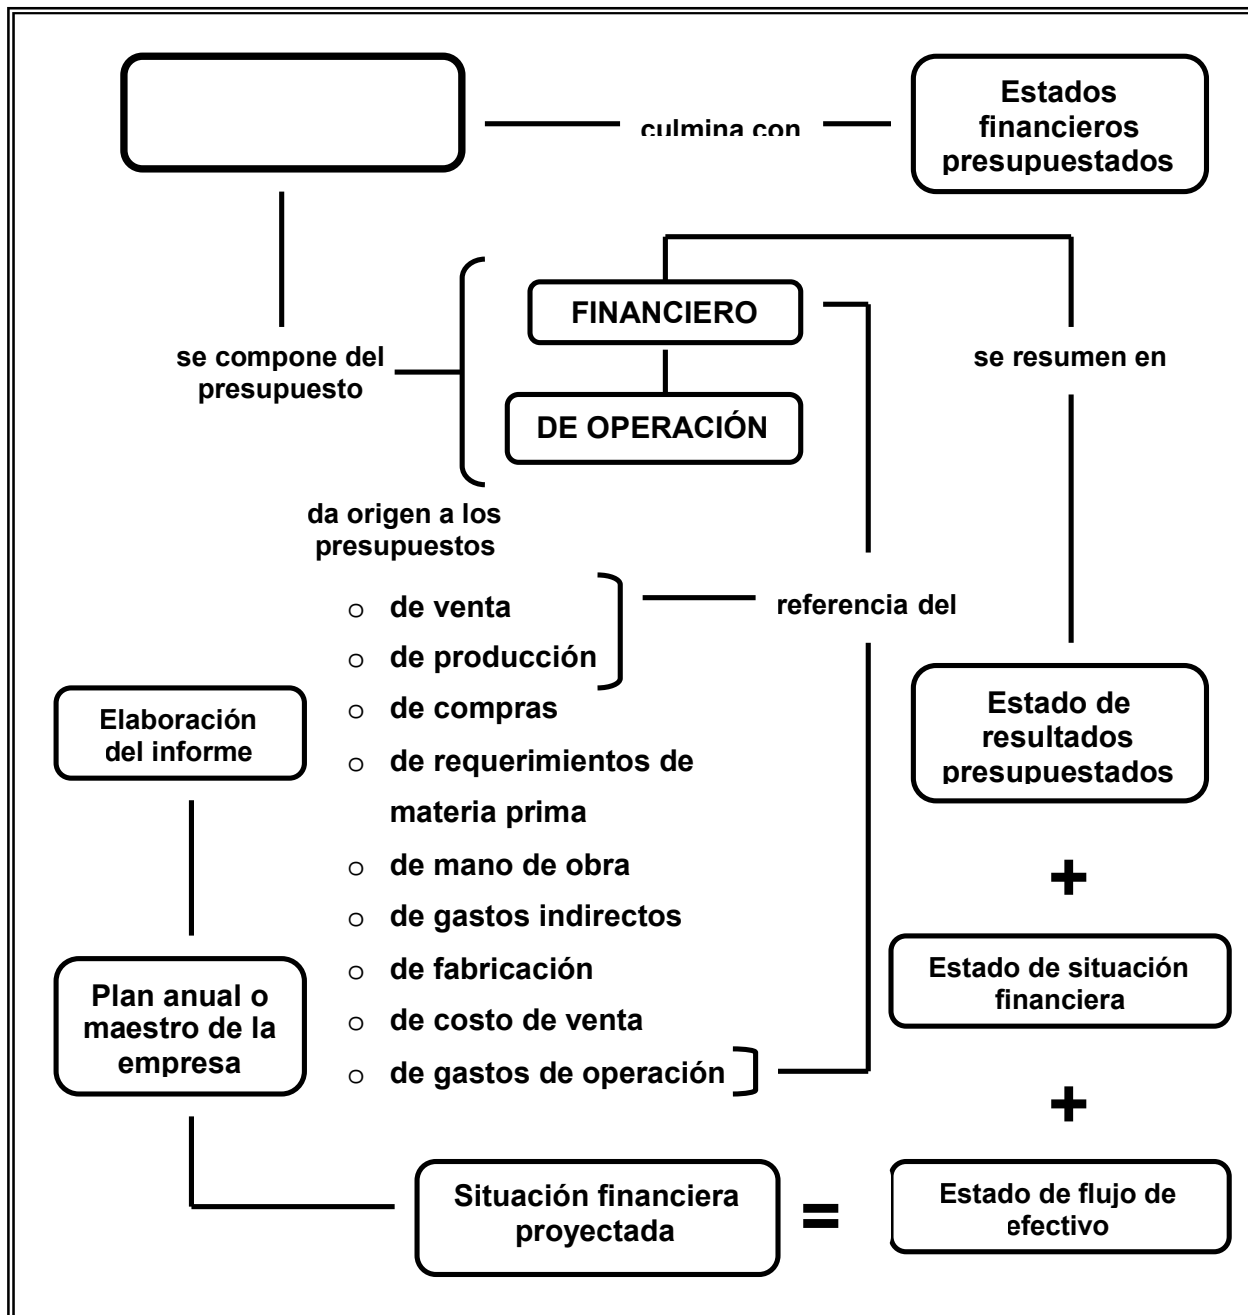 culmina con
Estados
financieros
presupuestados
FINANCIERO
se compone del
presupuesto
se resumen en
DE OPERACIÓN
da origen a los
presupuestos
o de venta
o de producción
o de compras
o de requerimientos de
materia prima
o de mano de obra
o de gastos indirectos
o de fabricación
o de costo de venta
o de gastos de operación
referencia del
Elaboración
del informe
Plan anual o
maestro de la
empresa
Estado de
resultados
presupuestados
+
Estado de situación
financiera
+
Situación financiera
proyectada
=
Estado de flujo de
efectivo